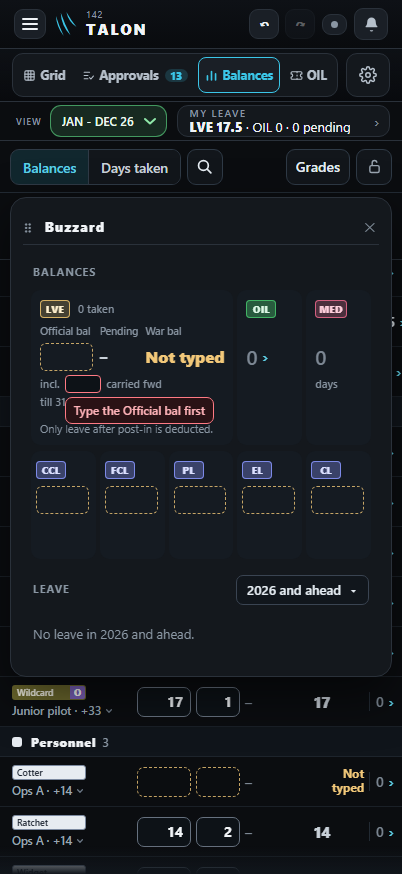 142
TALON
Grid
Approvals 13
Balances
OIL
VIEW
JAN - DEC 26
MY LEAVE
LVE 17.5 · OIL 0 · 0 pending
Balances
Days taken
Grades
Buzzard
BALANCES
LVE 0 taken
Official bal Pending War bal
– Not typed
incl. carried fwd
till 31
Type the Official bal first
Only leave after post-in is deducted.
OIL
0 ›
MED
0
days
CCL
FCL
PL
EL
CL
LEAVE
2026 and ahead
No leave in 2026 and ahead.
Wildcard O
Junior pilot · +33
17 1 – 17 0 ›
Personnel 3
Cotter
Ops A · +14
– Not typed 0 ›
Ratchet
Ops A · +14
14 2 – 14 0 ›